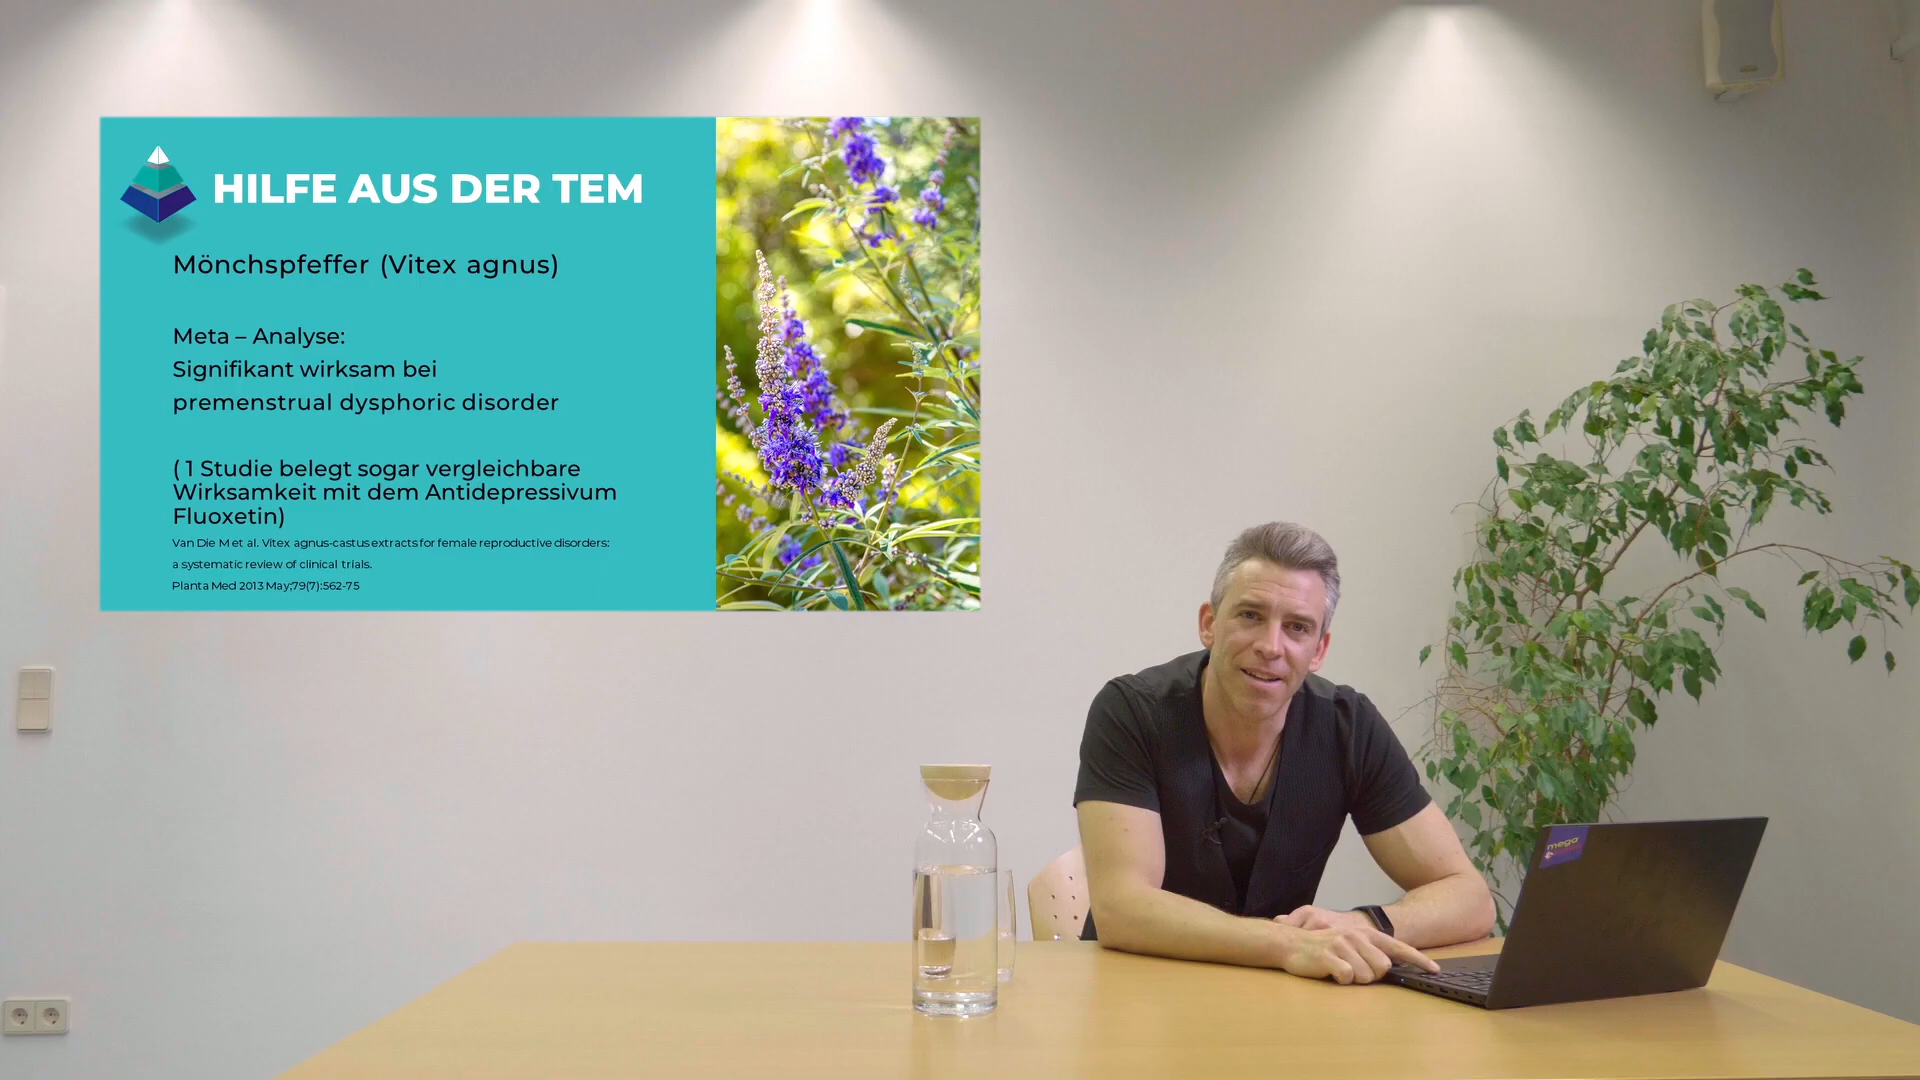 HILFE AUS DER TEM
Mönchspfeffer (Vitex agnus)
Meta – Analyse:
Signifikant wirksam bei
premenstrual dysphoric disorder
( 1 Studie belegt sogar vergleichbare
Wirksamkeit mit dem Antidepressivum
Fluoxetin)
Van Die M et al. Vitex agnus-castus extracts for female reproductive disorders:
a systematic review of clinical trials.
Planta Med 2013 May;79(7):562-75
mega